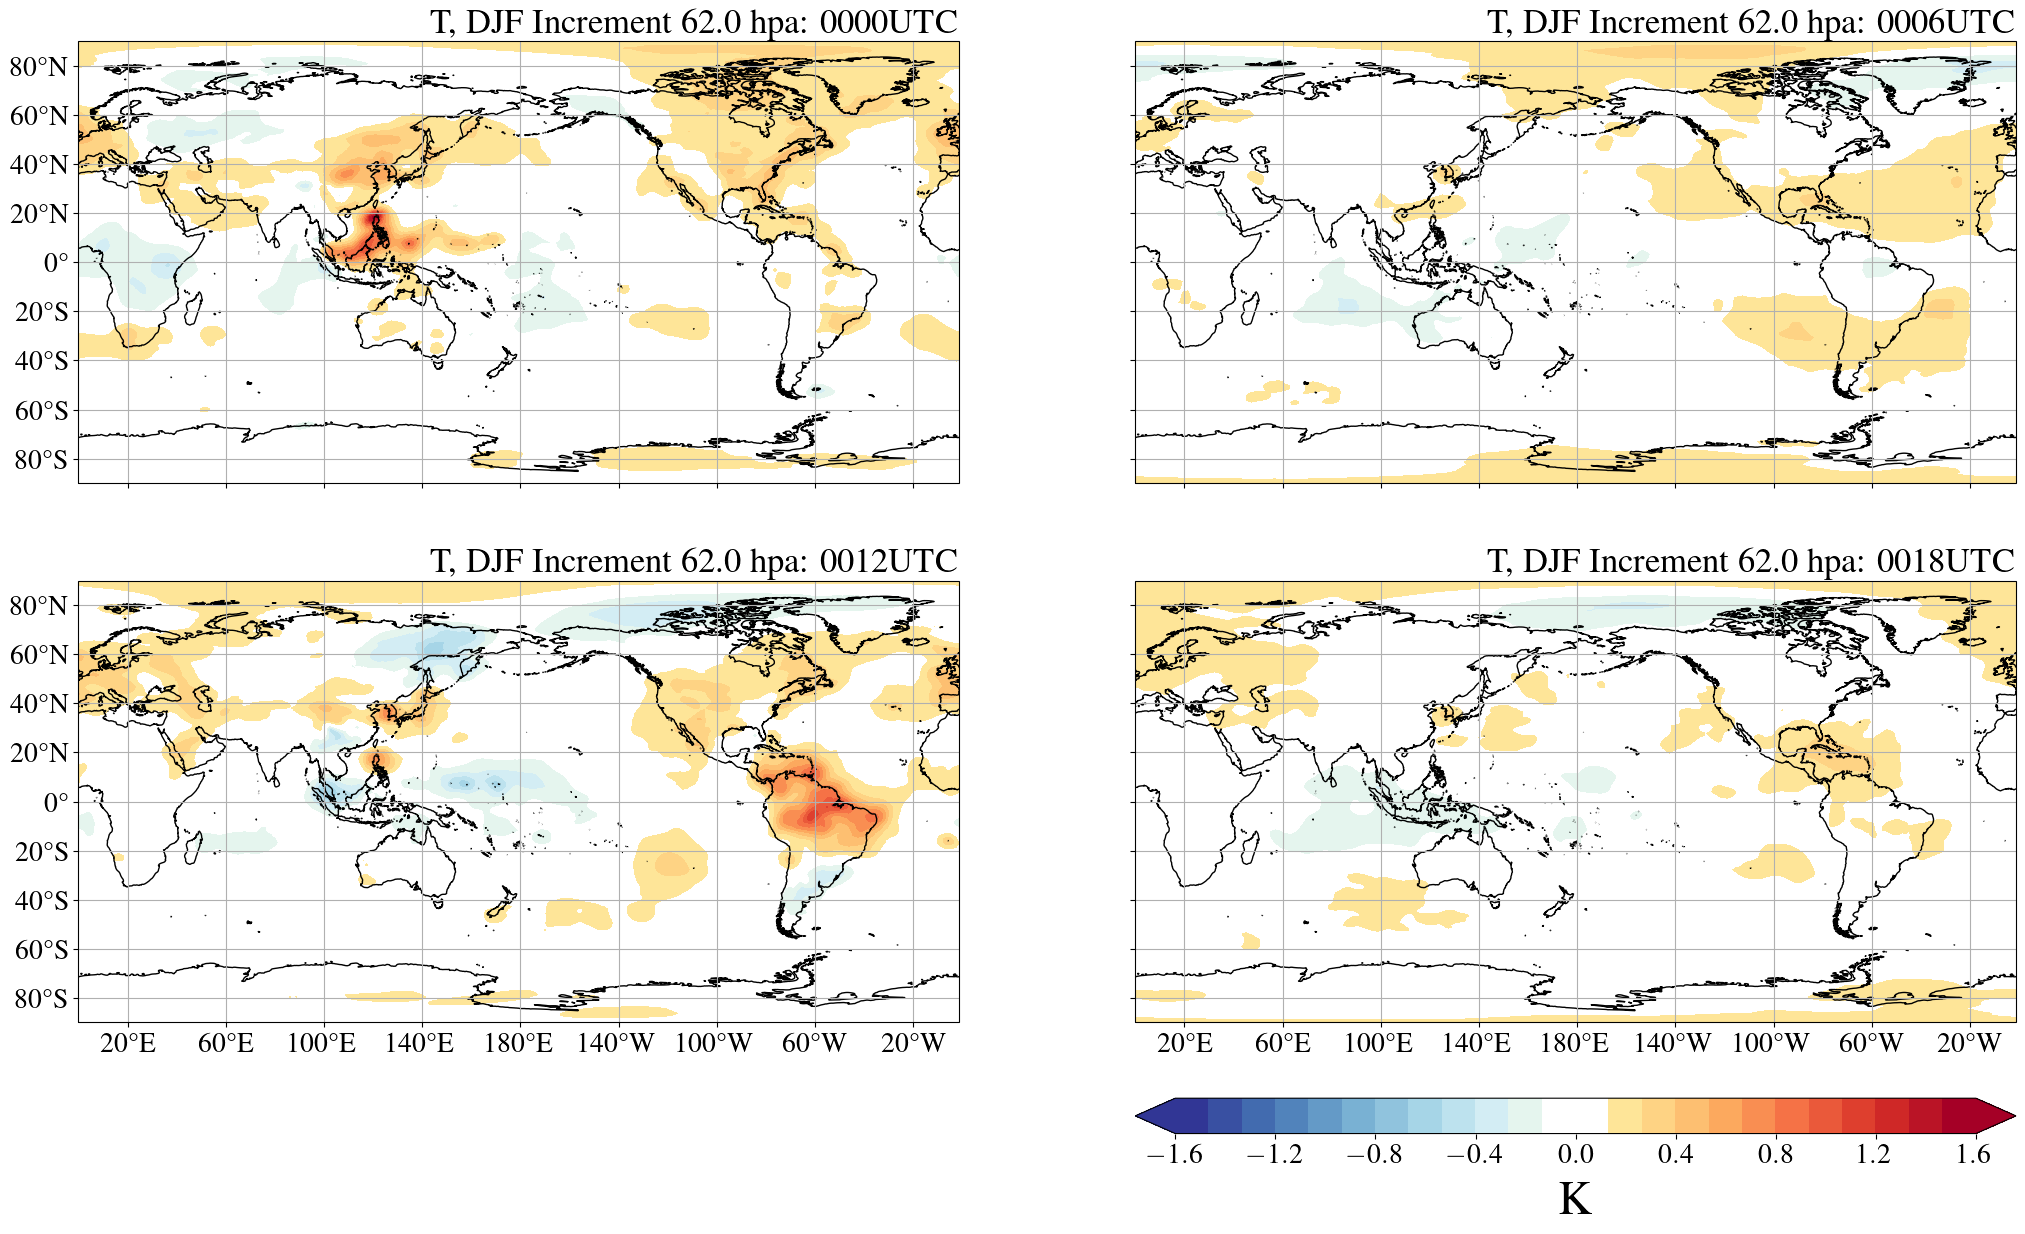 T, DJF Increment 62.0 hpa: 0000UTC
T, DJF Increment 62.0 hpa: 0006UTC
80°N
60°N
40°N
20°N
0°
20°S
40°S
60°S
80°S
T, DJF Increment 62.0 hpa: 0012UTC
T, DJF Increment 62.0 hpa: 0018UTC
80°N
60°N
40°N
20°N
0°
20°S
40°S
60°S
80°S
20°E 60°E 100°E 140°E 180°E 140°W 100°W 60°W 20°W
20°E 60°E 100°E 140°E 180°E 140°W 100°W 60°W 20°W
−1.6 −1.2 −0.8 −0.4 0.0 0.4 0.8 1.2 1.6
K